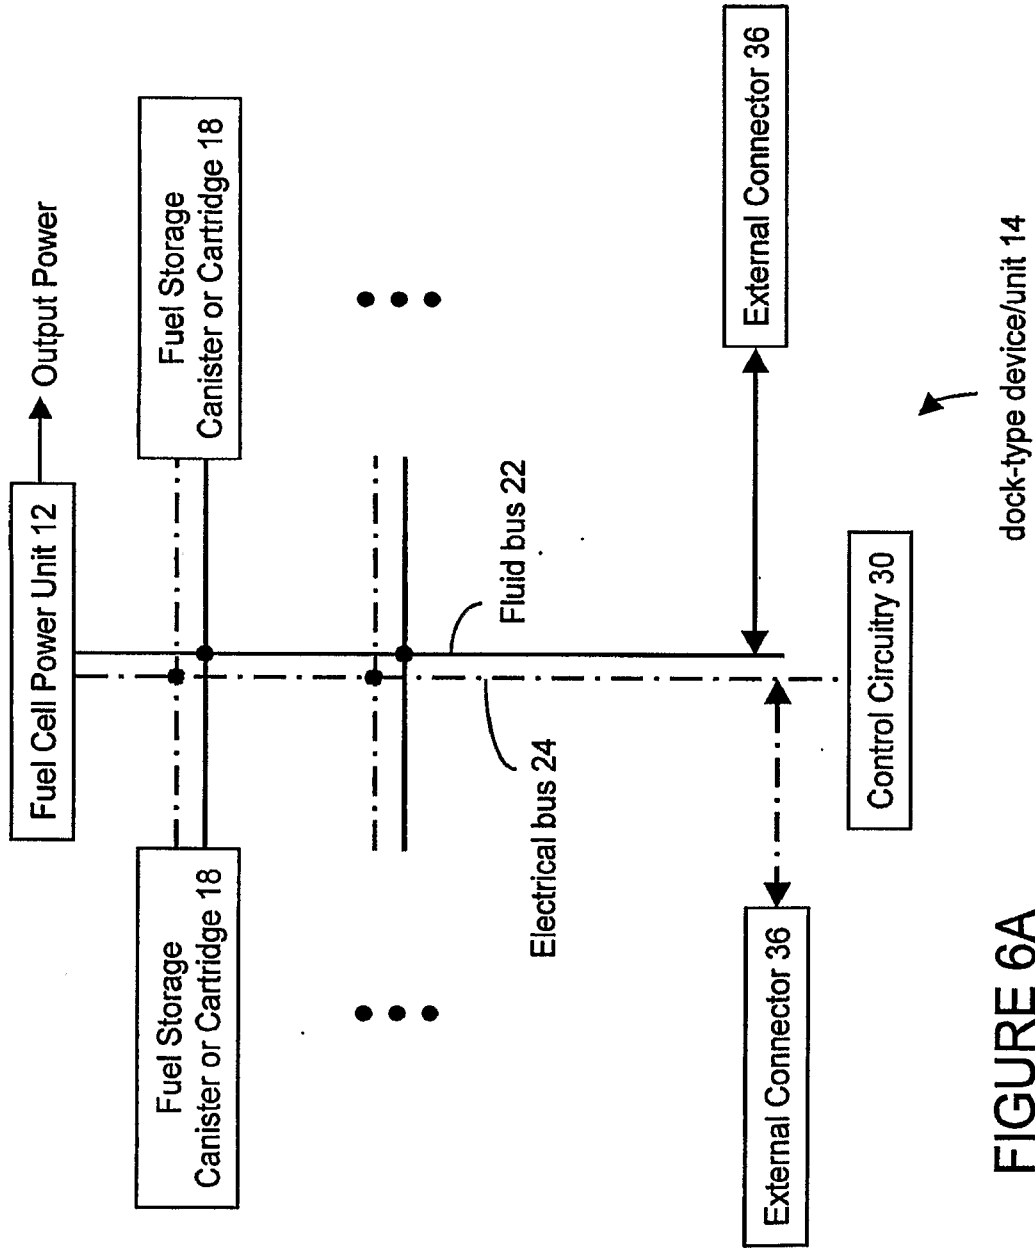 Fuel Cell Power Unit 12
Output Power
Fuel Storage
Canister or Cartridge 18
Fuel Storage
Canister or Cartridge 18
Fluid bus 22
Electrical bus 24
External Connector 36
External Connector 36
Control Circuitry 30
dock-type device/unit 14
FIGURE 6A